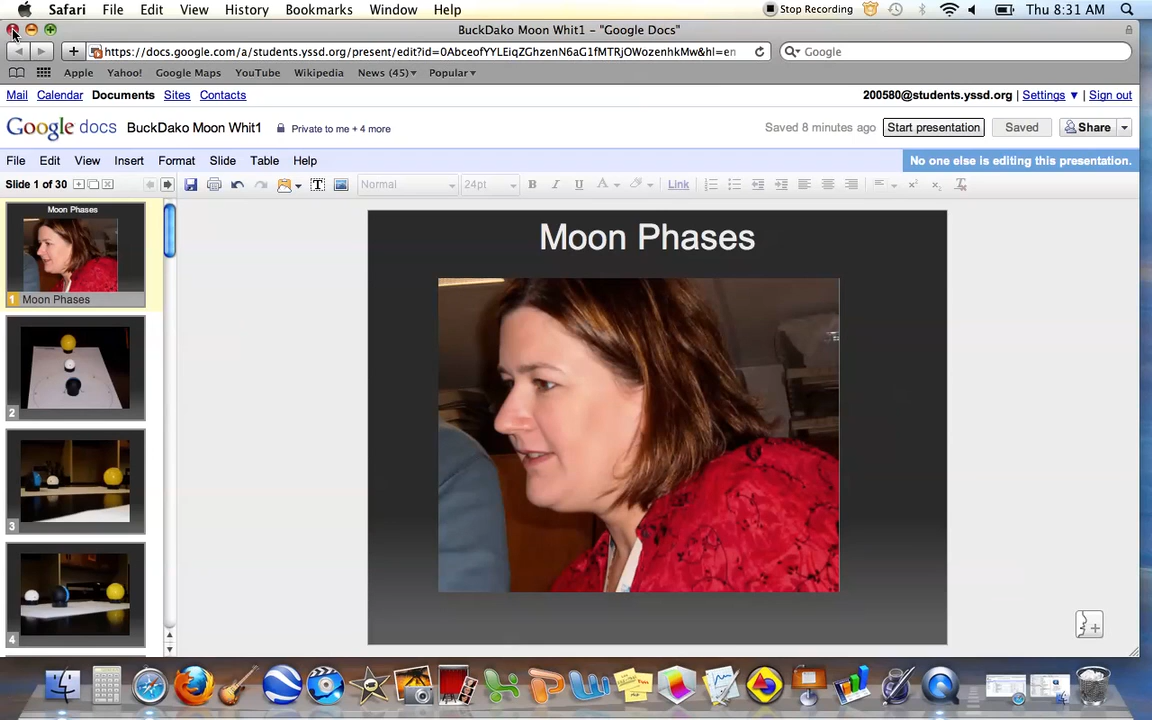 Safari File Edit View History Bookmarks Window Help Stop Recording Thu 8:31 AM
BuckDako Moon Whit1 - "Google Docs"
https://docs.google.com/a/students.yssd.org/present/edit?id=0AbceofYYLEiqZGhzenN6aG1fMTRjOWozenhkMw&hl=en Google
Apple Yahoo! Google Maps YouTube Wikipedia News (45) Popular
Mail Calendar Documents Sites Contacts 200580@students.yssd.org | Settings | Sign out
Google docs BuckDako Moon Whit1 Private to me + 4 more Saved 8 minutes ago Start presentation Saved Share
File Edit View Insert Format Slide Table Help No one else is editing this presentation.
Slide 1 of 30 Normal 24pt B I U A Link
Moon Phases
1 Moon Phases
2
3
4
Moon Phases